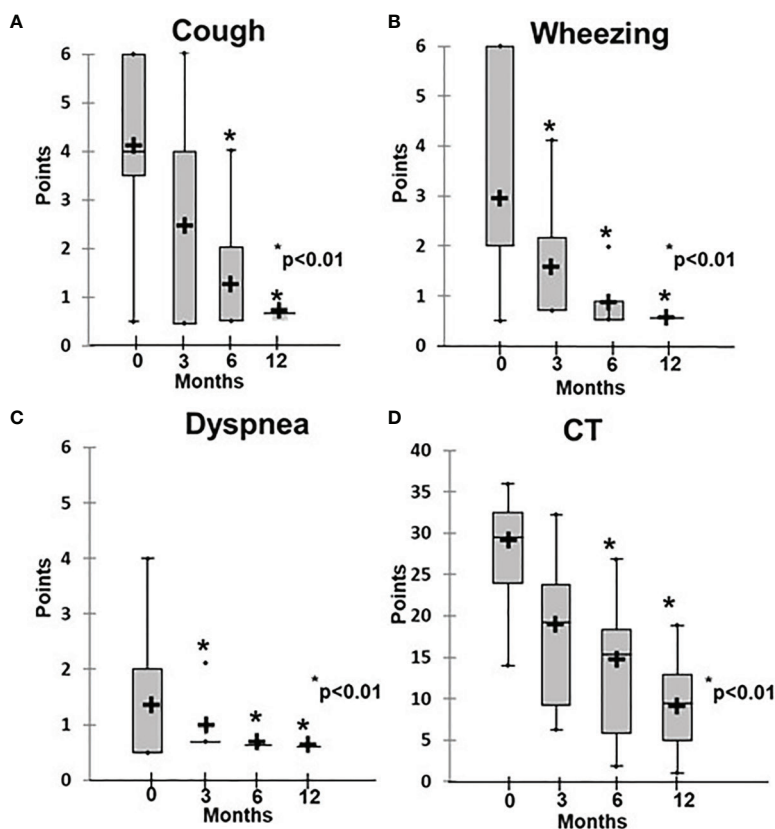 A
Cough
6
5
4
3
2
1
0
Points
*
*
* p<0.01
0 3 6 12
Months
B
Wheezing
6
5
4
3
2
1
0
Points
*
*
*
* p<0.01
0 3 6 12
Months
C
Dyspnea
6
5
4
3
2
1
0
Points
*
*
*
* p<0.01
0 3 6 12
Months
D
CT
40
35
30
25
20
15
10
5
0
Points
*
*
* p<0.01
0 3 6 12
Months